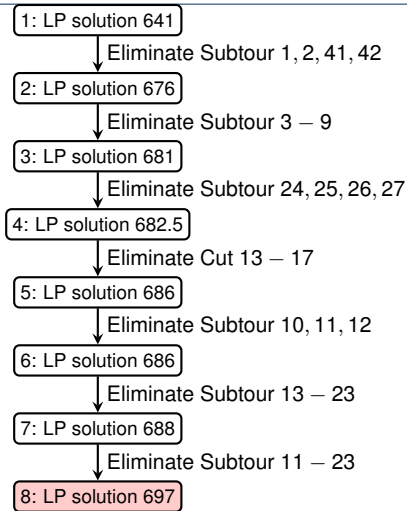 1: LP solution 641
Eliminate Subtour 1, 2, 41, 42
2: LP solution 676
Eliminate Subtour 3 − 9
3: LP solution 681
Eliminate Subtour 24, 25, 26, 27
4: LP solution 682.5
Eliminate Cut 13 − 17
5: LP solution 686
Eliminate Subtour 10, 11, 12
6: LP solution 686
Eliminate Subtour 13 − 23
7: LP solution 688
Eliminate Subtour 11 − 23
8: LP solution 697